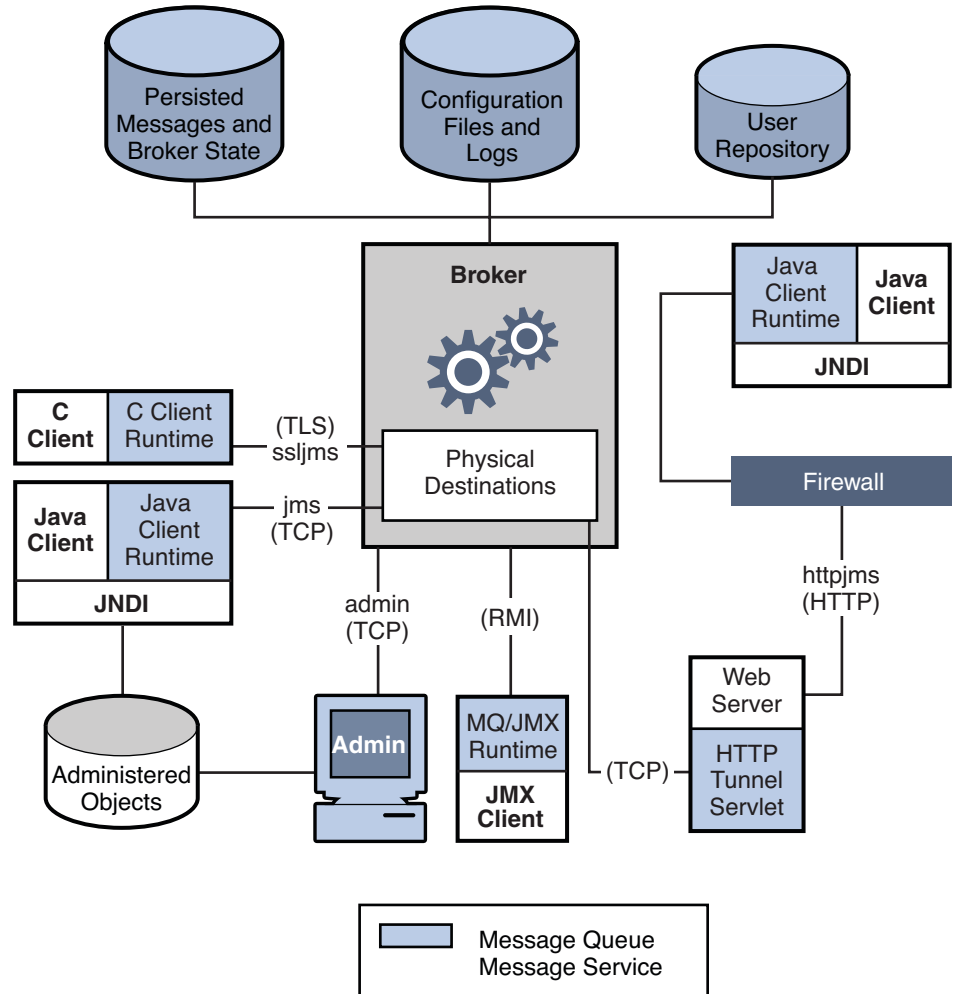 Persisted
Messages and
Broker State
Configuration
Files and
Logs
User
Repository
Broker
Java
Client
Runtime
Java
Client
JNDI
C
Client
C Client
Runtime
(TLS)
ssljms
Physical
Destinations
Firewall
Java
Client
Java
Client
Runtime
JNDI
jms
(TCP)
admin
(TCP)
(RMI)
httpjms
(HTTP)
Web
Server
HTTP
Tunnel
Servlet
Administered
Objects
Admin
MQ/JMX
Runtime
JMX
Client
(TCP)
Message Queue
Message Service